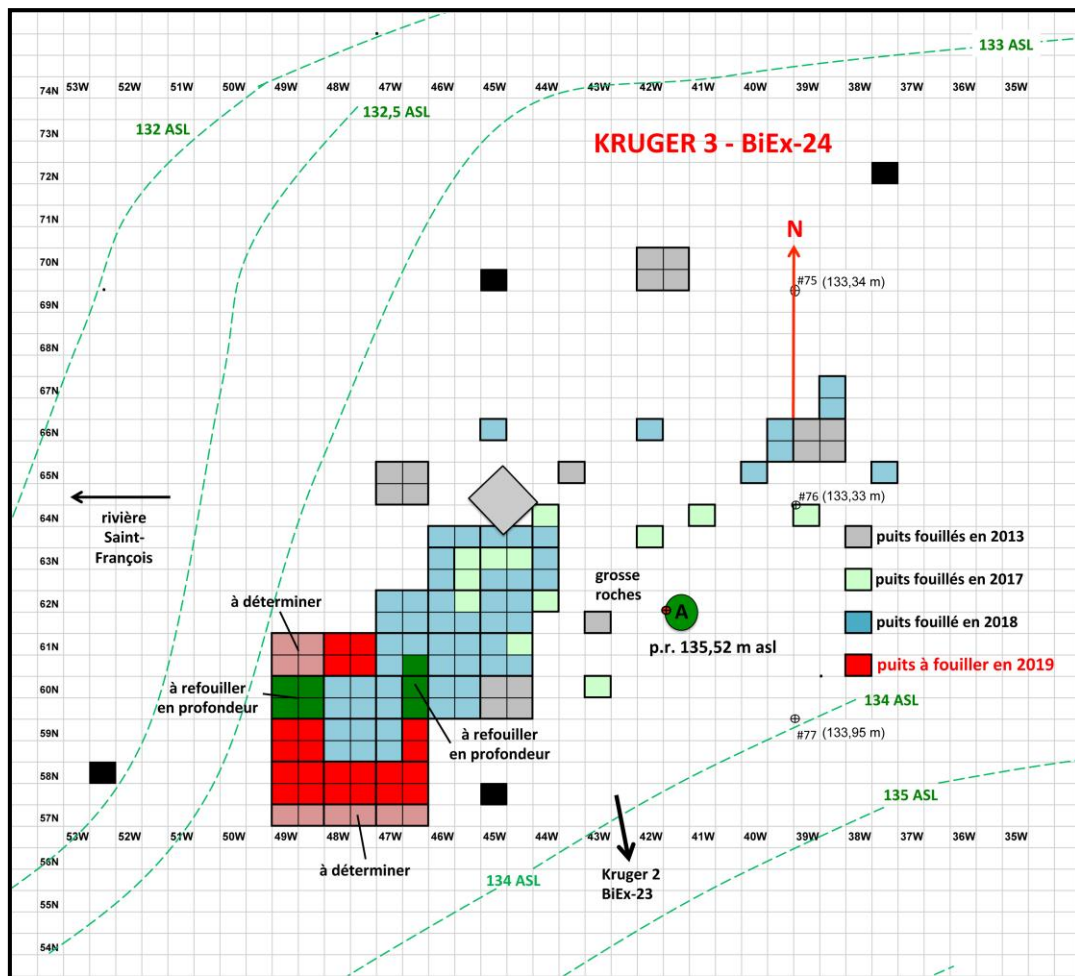 133 ASL
53W 52W 51W 50W 49W 48W 47W 46W 45W 44W 43W 42W 41W 40W 39W 38W 37W 36W 35W
74N
132,5 ASL
132 ASL
73N
KRUGER 3 - BiEx-24
72N
71N
N
70N
#75 (133,34 m)
69N
68N
67N
66N
65N
#76 (133,33 m)
64N
rivière
Saint-
François
puits fouillés en 2013
63N
grosse
roches
puits fouillés en 2017
62N
A
à déterminer
puits fouillé en 2018
61N
p.r. 135,52 m asl
puits à fouiller en 2019
à refouiller
en profondeur
60N
134 ASL
59N
à refouiller
en profondeur
#77 (133,95 m)
58N
135 ASL
57N
53W 52W 51W 50W 49W 48W 47W 46W 45W 44W 43W 42W 41W 40W 39W 38W 37W 36W 35W
56N
à déterminer
134 ASL
Kruger 2
BiEx-23
55N
54N